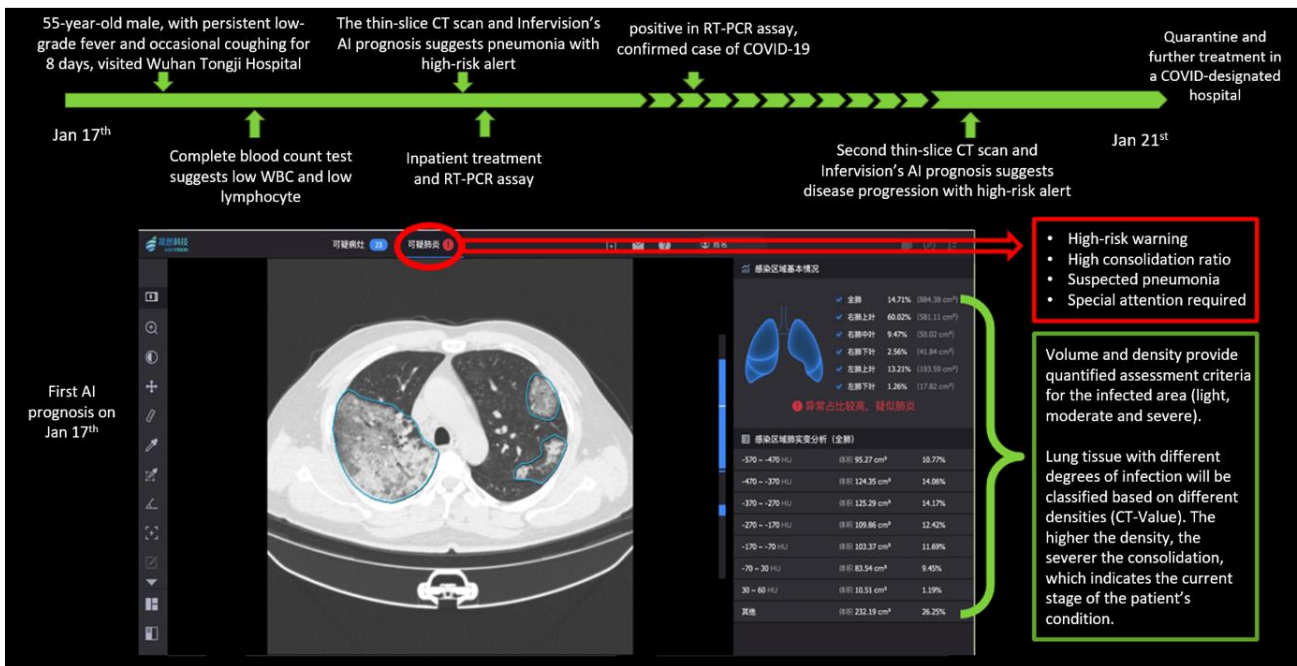 55-year-old male, with persistent low-
grade fever and occasional coughing for
8 days, visited Wuhan Tongji Hospital
The thin-slice CT scan and Infervision's
AI prognosis suggests pneumonia with
high-risk alert
positive in RT-PCR assay,
confirmed case of COVID-19
Quarantine and
further treatment in
a COVID-designated
hospital
Jan 17th
Jan 21st
Complete blood count test
suggests low WBC and low
lymphocyte
Inpatient treatment
and RT-PCR assay
Second thin-slice CT scan and
Infervision's AI prognosis suggests
disease progression with high-risk alert
可疑病灶 23
可疑肺炎
姓名
First AI
prognosis on
Jan 17th
感染区域基本情况
全肺 14.71% (884.38 cm³)
右肺上叶 60.02% (581.11 cm³)
右肺中叶 9.47% (50.02 cm³)
右肺下叶 2.56% (41.84 cm³)
左肺上叶 13.21% (193.59 cm³)
左肺下叶 1.26% (17.82 cm³)
异常占比较高，疑似肺炎
感染区域肺实变分析（全肺）
-570 ~ -470 HU 体积 95.27 cm³ 10.77%
-470 ~ -370 HU 体积 124.35 cm³ 14.06%
-370 ~ -270 HU 体积 125.29 cm³ 14.17%
-270 ~ -170 HU 体积 109.86 cm³ 12.42%
-170 ~ -70 HU 体积 103.37 cm³ 11.69%
-70 ~ 30 HU 体积 83.54 cm³ 9.45%
30 ~ 60 HU 体积 10.51 cm³ 1.19%
其他 体积 232.19 cm³ 26.25%
• High-risk warning
• High consolidation ratio
• Suspected pneumonia
• Special attention required
Volume and density provide
quantified assessment criteria
for the infected area (light,
moderate and severe).
Lung tissue with different
degrees of infection will be
classified based on different
densities (CT-Value). The
higher the density, the
severer the consolidation,
which indicates the current
stage of the patient's
condition.